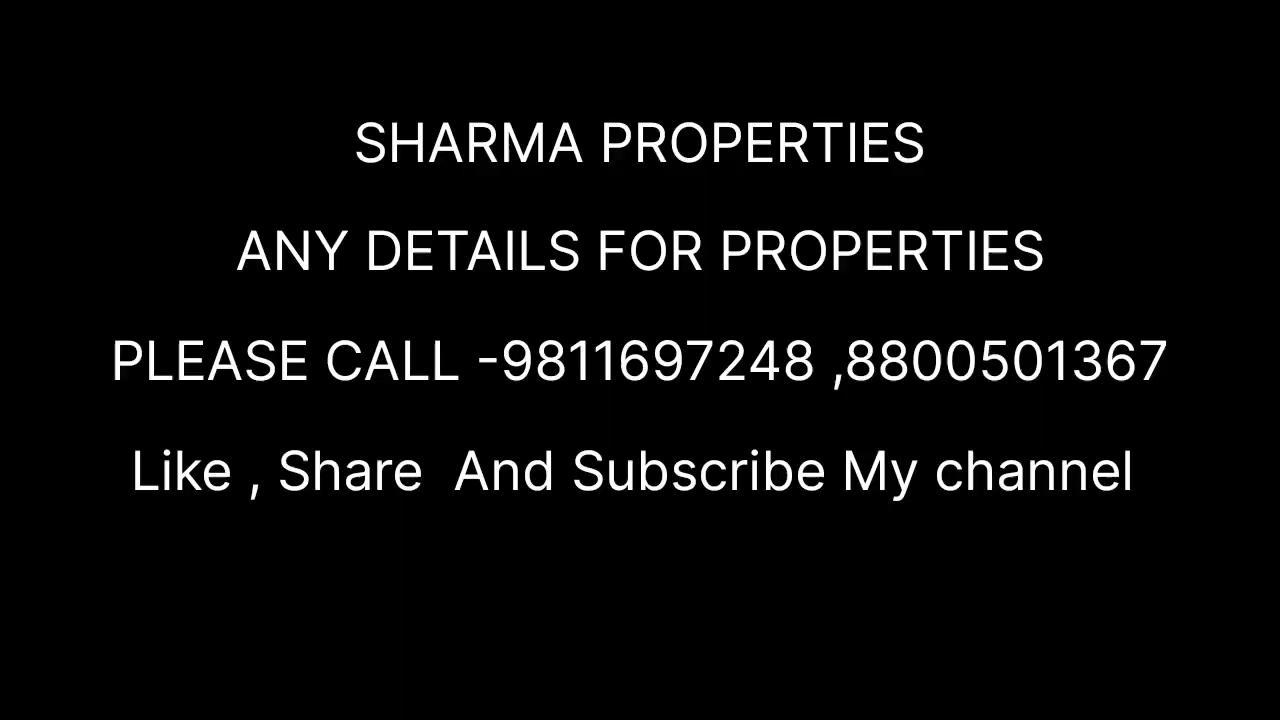 SHARMA PROPERTIES
ANY DETAILS FOR PROPERTIES
PLEASE CALL -9811697248 ,8800501367
Like , Share  And Subscribe My channel